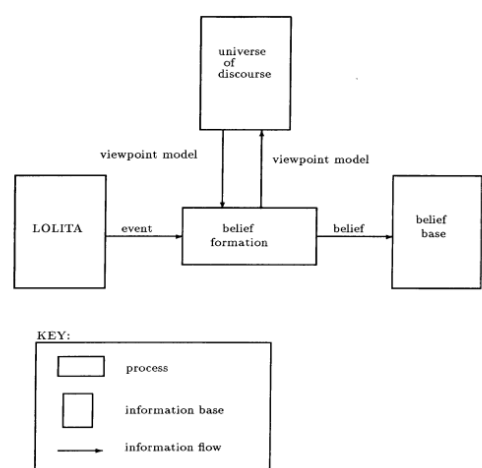 universe
of
discourse
viewpoint model
viewpoint model
LOLITA
event
belief
formation
belief
belief
base
KEY:
process
information base
information flow